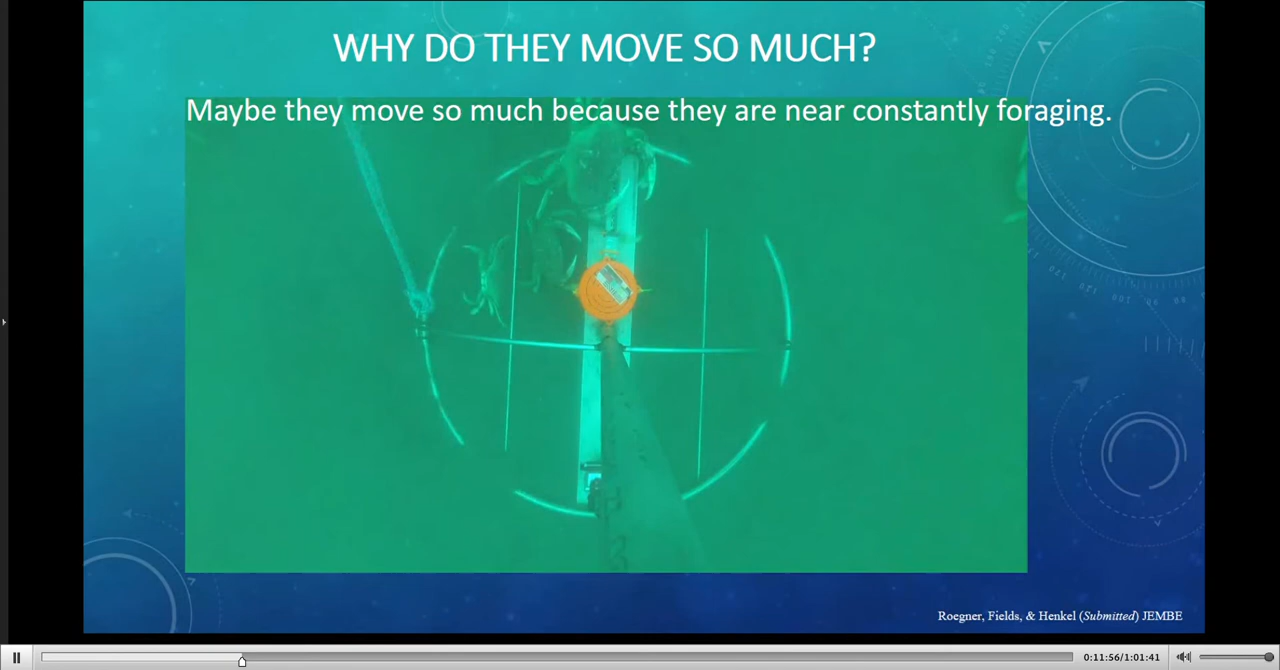 WHY DO THEY MOVE SO MUCH?
Maybe they move so much because they are near constantly foraging.
Roegner, Fields, & Henkel (Submitted) JEMBE
0:11:56/1:01:41